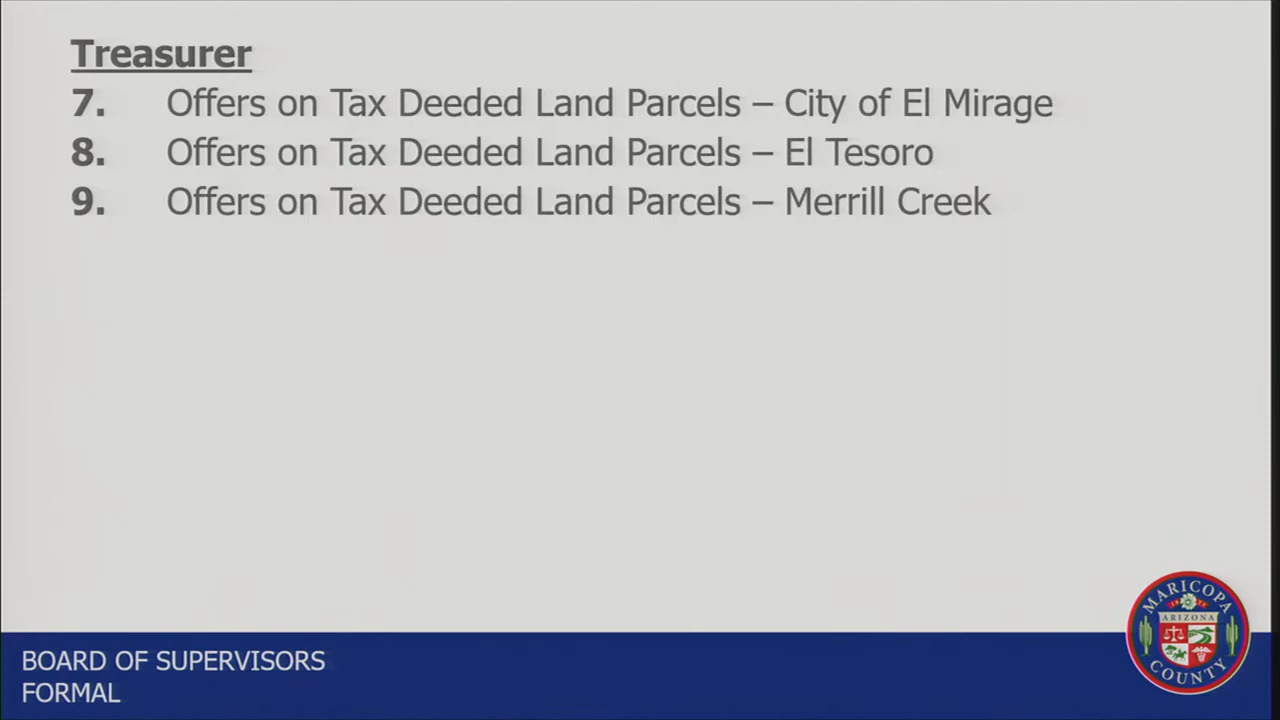 Treasurer
7. Offers on Tax Deeded Land Parcels – City of El Mirage
8. Offers on Tax Deeded Land Parcels – El Tesoro
9. Offers on Tax Deeded Land Parcels – Merrill Creek
MARICOPA
ARIZONA
COUNTY
BOARD OF SUPERVISORS
FORMAL